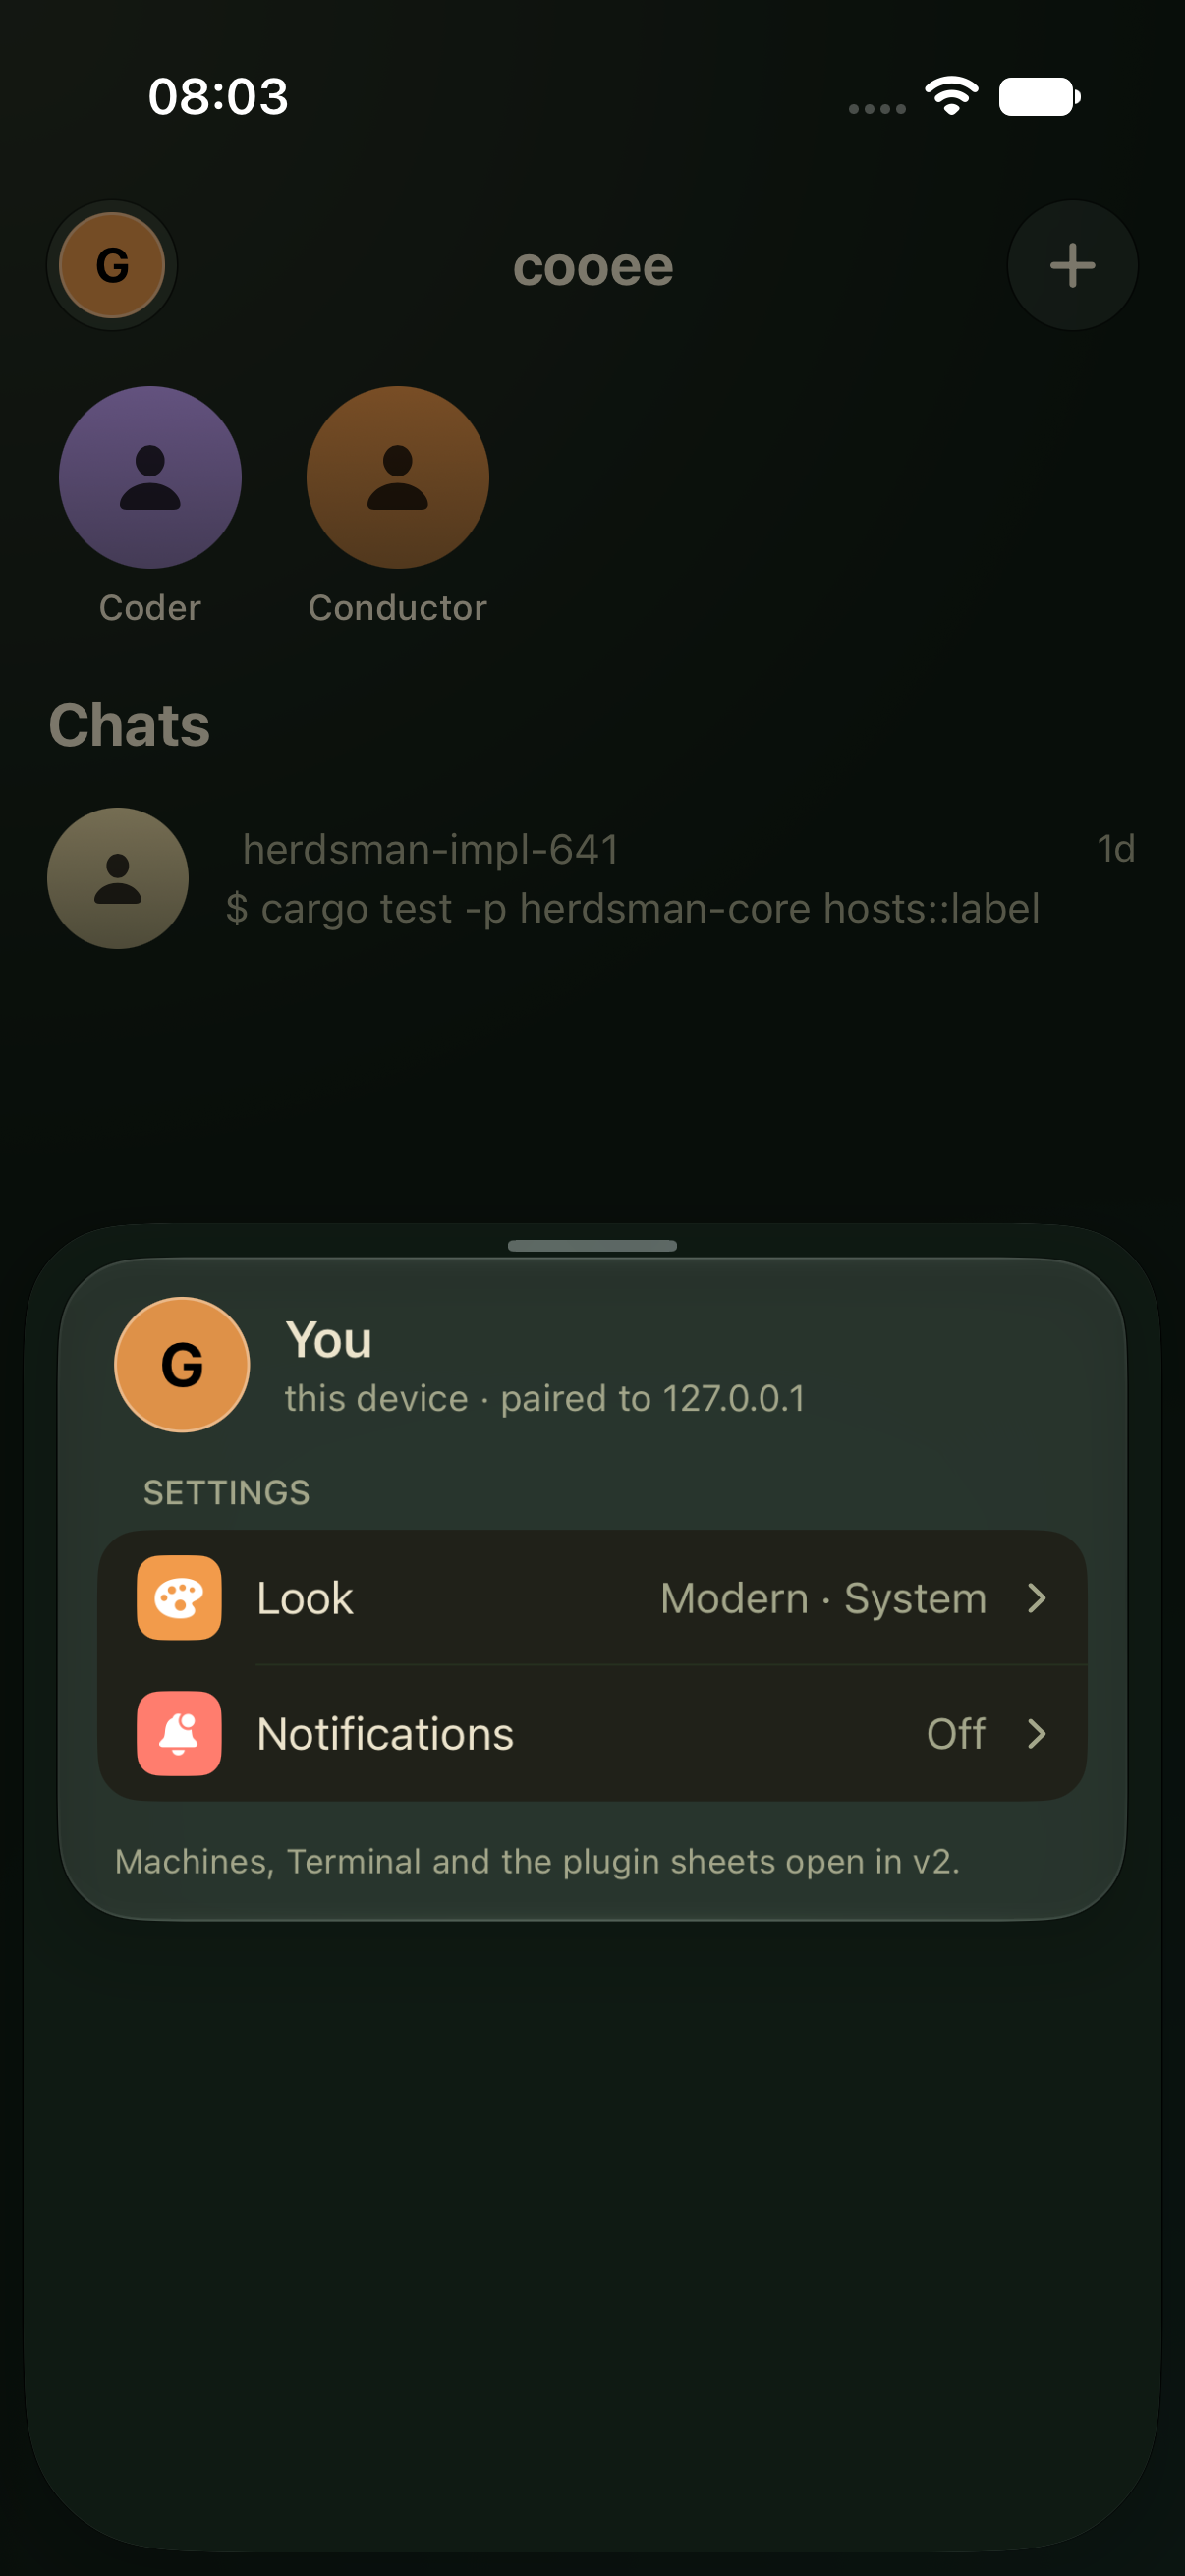 08:03
G
cooee
Coder
Conductor
Chats
herdsman-impl-641
1d
$ cargo test -p herdsman-core hosts::label
G
You
this device · paired to 127.0.0.1
SETTINGS
Look
Modern · System
Notifications
Off
Machines, Terminal and the plugin sheets open in v2.